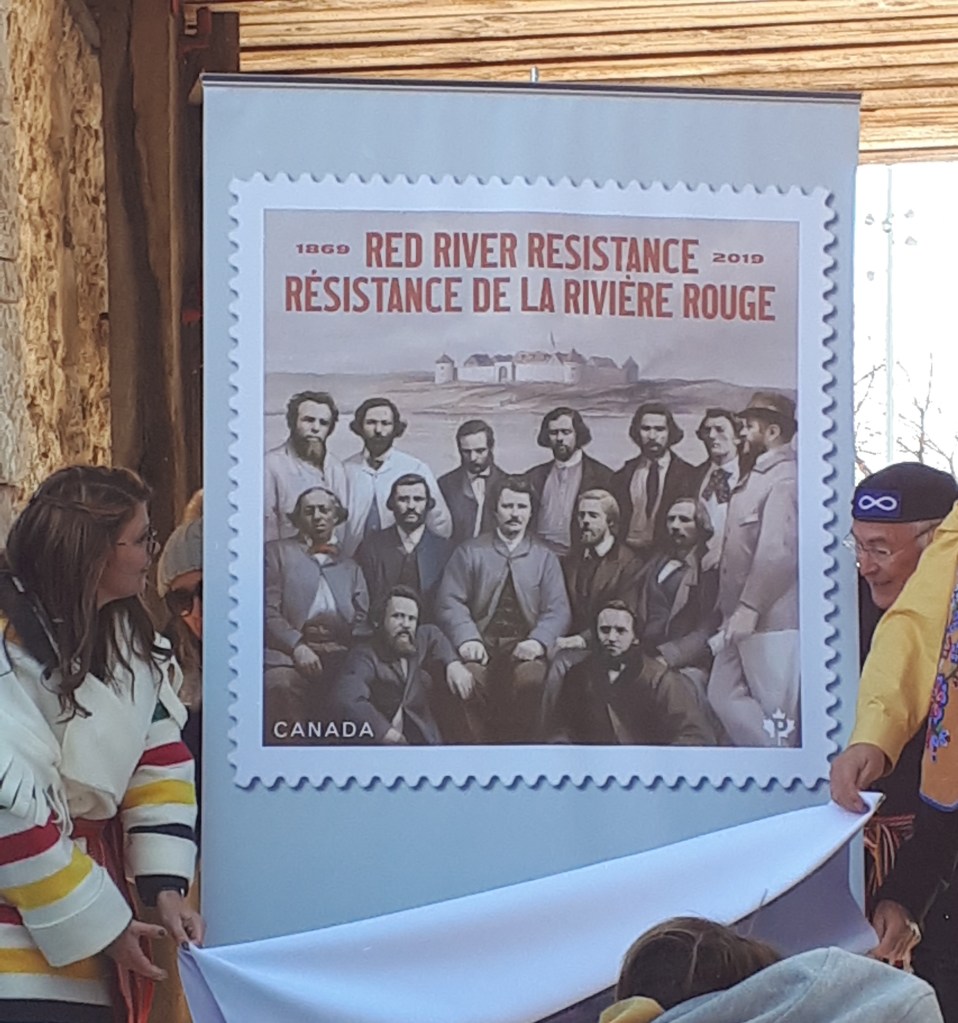 1869 RED RIVER RESISTANCE 2019
RÉSISTANCE DE LA RIVIÈRE ROUGE
CANADA
P